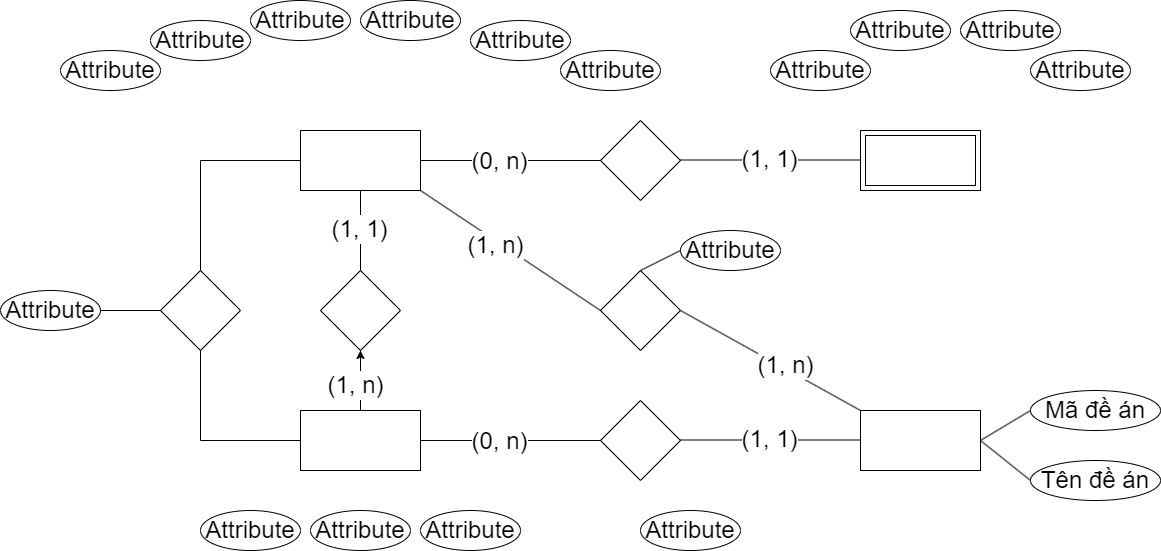 Attribute
Attribute
Attribute
Attribute
Attribute
Attribute
Attribute
Attribute
Attribute
Attribute
(0, n)
(1, 1)
(1, 1)
(1, n)
Attribute
Attribute
(1, n)
(1, n)
Mã đề án
(0, n)
(1, 1)
Tên đề án
Attribute
Attribute
Attribute
Attribute